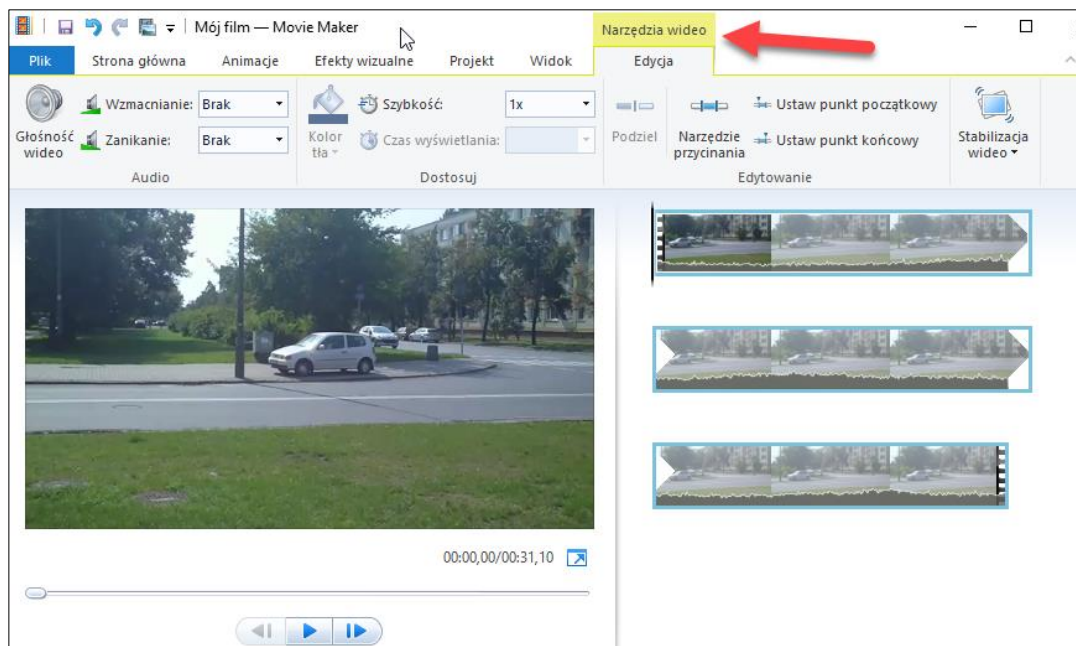 Mój film — Movie Maker
Narzędzia wideo
Plik Strona główna Animacje Efekty wizualne Projekt Widok Edycja
Głośność wideo
Wzmacnianie: Brak
Zanikanie: Brak
Audio
Kolor tła
Szybkość: 1x
Czas wyświetlania:
Dostosuj
Podziel
Narzędzie przycinania
Ustaw punkt początkowy
Ustaw punkt końcowy
Edytowanie
Stabilizacja wideo
00:00,00/00:31,10